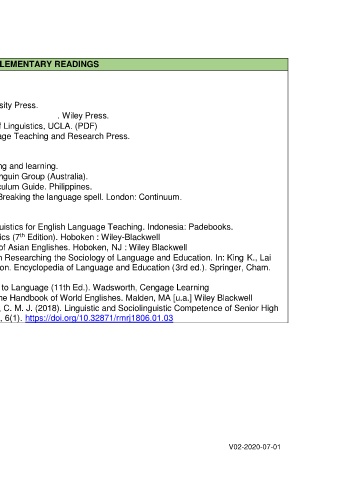 LEMENTARY READINGS
sity Press.
. Wiley Press.
f Linguistics, UCLA. (PDF)
age Teaching and Research Press.
ng and learning.
nguin Group (Australia).
culum Guide. Philippines.
Breaking the language spell. London: Continuum.
uistics for English Language Teaching. Indonesia: Padebooks.
ics (7th Edition). Hoboken : Wiley-Blackwell
of Asian Englishes. Hoboken, NJ : Wiley Blackwell
n Researching the Sociology of Language and Education. In: King K., Lai
on. Encyclopedia of Language and Education (3rd ed.). Springer, Cham.
to Language (11th Ed.). Wadsworth. Cengage Learning
he Handbook of World Englishes. Malden, MA [u.a.] Wiley Blackwell
, C. M. J. (2018). Linguistic and Sociolinguistic Competence of Senior High
, 6(1). https://doi.org/10.32871/rmrj1806.01.03
V02-2020-07-01